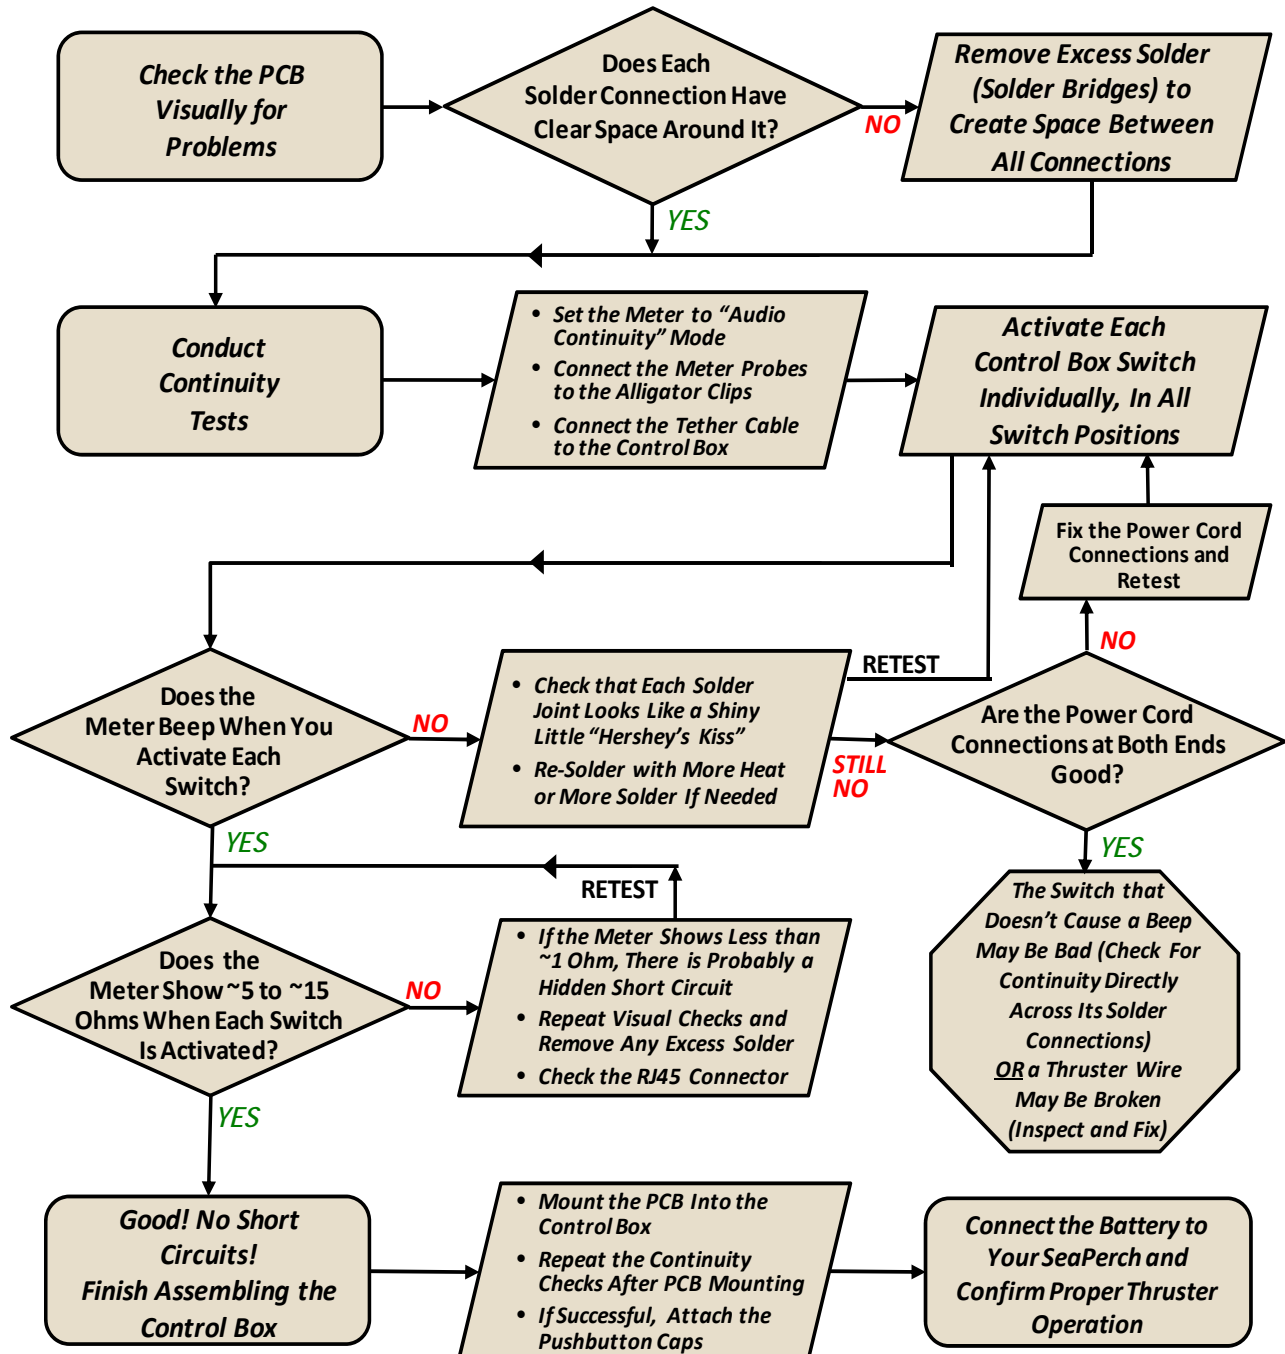 Check the PCB
Visually for
Problems
Does Each
Solder Connection Have
Clear Space Around It?
NO
Remove Excess Solder
(Solder Bridges) to
Create Space Between
All Connections
YES
Conduct
Continuity
Tests
• Set the Meter to “Audio
Continuity” Mode
• Connect the Meter Probes
to the Alligator Clips
• Connect the Tether Cable
to the Control Box
Activate Each
Control Box Switch
Individually, In All
Switch Positions
Fix the Power Cord
Connections and
Retest
NO
Does the
Meter Beep When You
Activate Each
Switch?
NO
• Check that Each Solder
Joint Looks Like a Shiny
Little “Hershey’s Kiss”
• Re-Solder with More Heat
or More Solder If Needed
RETEST
STILL
NO
Are the Power Cord
Connections at Both Ends
Good?
YES
YES
RETEST
Does the
Meter Show ~5 to ~15
Ohms When Each Switch
Is Activated?
NO
• If the Meter Shows Less than
~1 Ohm, There is Probably a
Hidden Short Circuit
• Repeat Visual Checks and
Remove Any Excess Solder
• Check the RJ45 Connector
The Switch that
Doesn’t Cause a Beep
May Be Bad (Check For
Continuity Directly
Across Its Solder
Connections)
OR a Thruster Wire
May Be Broken
(Inspect and Fix)
YES
Good! No Short
Circuits!
Finish Assembling the
Control Box
• Mount the PCB Into the
Control Box
• Repeat the Continuity
Checks After PCB Mounting
• If Successful, Attach the
Pushbutton Caps
Connect the Battery to
Your SeaPerch and
Confirm Proper Thruster
Operation